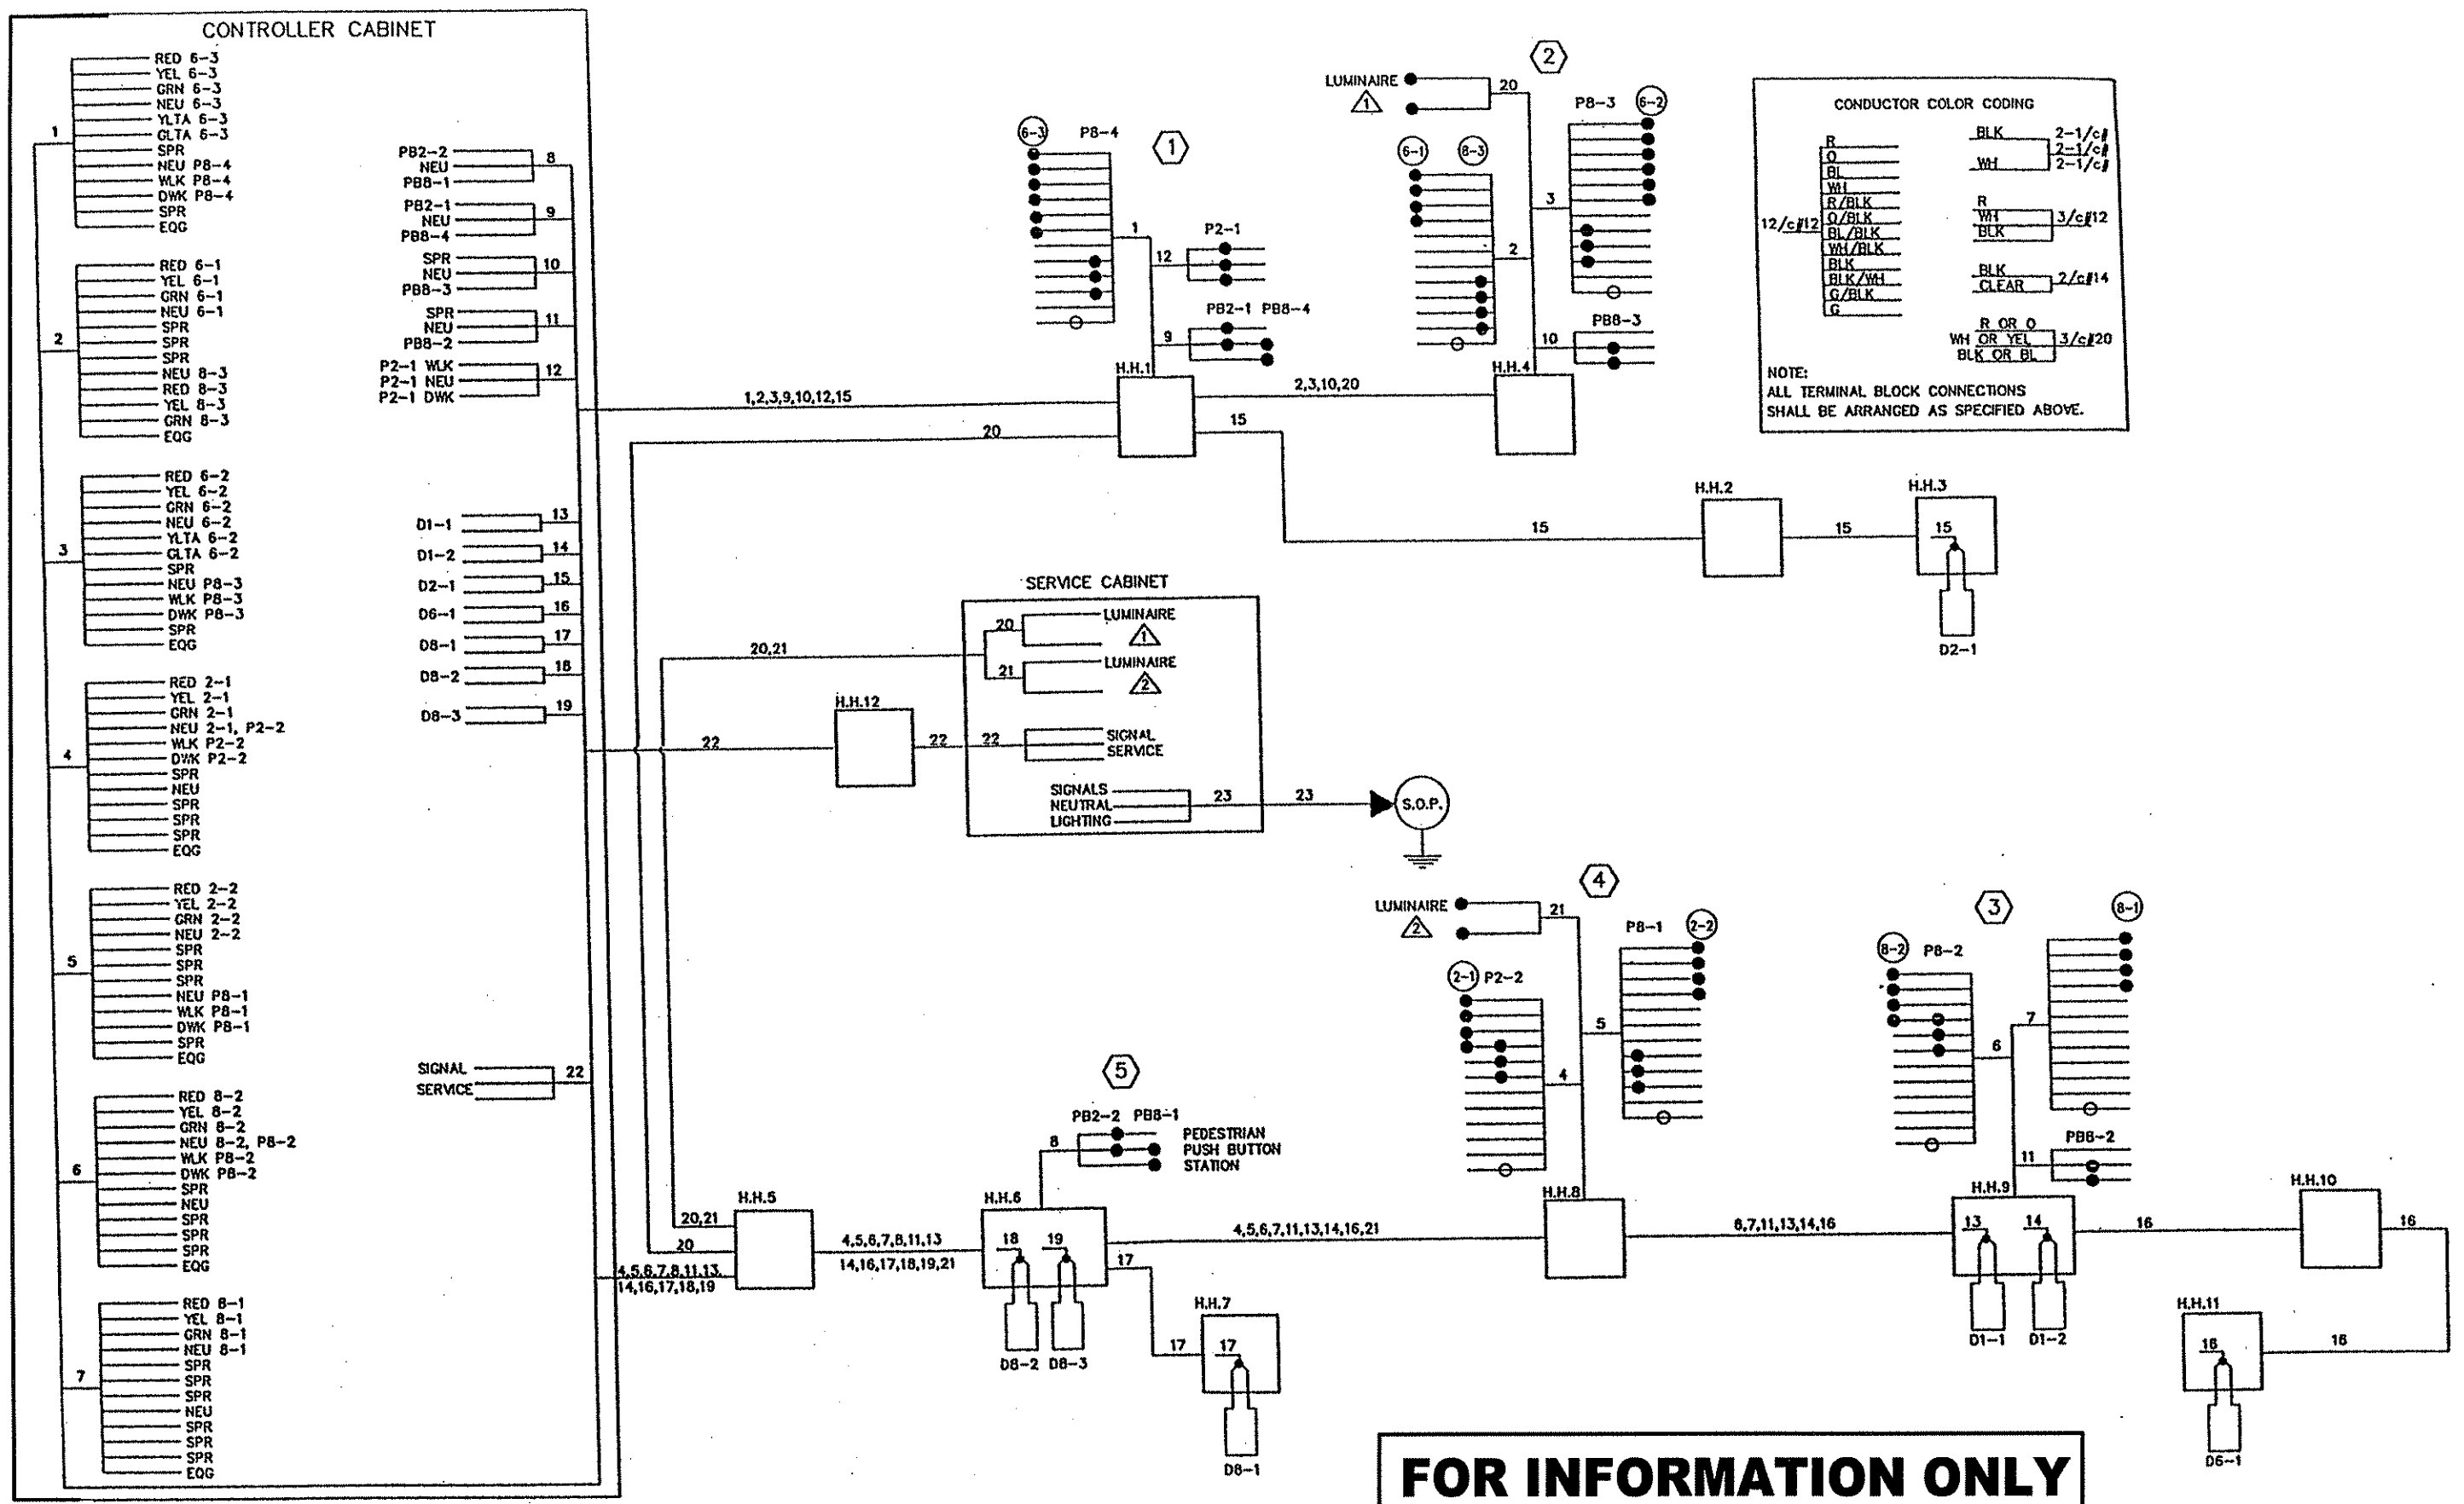 CONTROLLER CABINET
1
RED 6-3
YEL 6-3
GRN 6-3
NEU 6-3
YLTA 6-3
GLTA 6-3
SPR
NEU P8-4
WLK P8-4
DWK P8-4
SPR
EQG
2
RED 6-1
YEL 6-1
GRN 6-1
NEU 6-1
SPR
SPR
SPR
NEU 8-3
RED 8-3
YEL 8-3
GRN 8-3
EQG
3
RED 6-2
YEL 6-2
GRN 6-2
NEU 6-2
YLTA 6-2
GLTA 6-2
SPR
NEU P8-3
WLK P8-3
DWK P8-3
SPR
EQG
4
RED 2-1
YEL 2-1
GRN 2-1
NEU 2-1, P2-2
WLK P2-2
DWK P2-2
SPR
NEU
SPR
SPR
SPR
EQG
5
RED 2-2
YEL 2-2
GRN 2-2
NEU 2-2
SPR
SPR
SPR
NEU P8-1
WLK P8-1
DWK P8-1
SPR
EQG
6
RED 8-2
YEL 8-2
GRN 8-2
NEU 8-2, P8-2
WLK P8-2
DWK P8-2
SPR
NEU
SPR
SPR
SPR
EQG
7
RED 8-1
YEL 8-1
GRN 8-1
NEU 8-1
SPR
SPR
SPR
NEU
SPR
SPR
SPR
EQG
PB2-2
NEU 8
PB8-1
PB2-1
NEU 9
PB8-4
SPR
NEU 10
PB8-3
SPR
NEU 11
PB8-2
P2-1 WLK
P2-1 NEU 12
P2-1 DWK
D1-1 13
D1-2 14
D2-1 15
D6-1 16
D8-1 17
D8-2 18
D8-3 19
SIGNAL
SERVICE 22
1,2,3,9,10,12,15
20
6-3 P8-4
1
1
12
P2-1
9
PB2-1 PB8-4
H.H.1
2,3,10,20
15
2
LUMINAIRE 20
1
6-1 8-3
2
P8-3 6-2
3
PB8-3
10
H.H.4
CONDUCTOR COLOR CODING
12/c#12
R
O
BL
WH
R/BLK
O/BLK
BL/BLK
WH/BLK
BLK
BLK/WH
G/BLK
G
BLK 2-1/c#
2-1/c#
WH 2-1/c#
R
WH 3/c#12
BLK
BLK
CLEAR 2/c#14
R OR O
WH OR YEL 3/c#20
BLK OR BL
NOTE:
ALL TERMINAL BLOCK CONNECTIONS
SHALL BE ARRANGED AS SPECIFIED ABOVE.
15
H.H.2
15
H.H.3
15
D2-1
SERVICE CABINET
20,21
20 LUMINAIRE
1
21 LUMINAIRE
2
22
H.H.12
22
22 SIGNAL
SERVICE
SIGNALS
NEUTRAL 23
LIGHTING
23
S.O.P.
20,21
20
4,5,6,7,8,11,13,
14,16,17,18,19
H.H.5
4,5,6,7,8,11,13
14,16,17,18,19,21
5
PB2-2 PB8-1
8
PEDESTRIAN
PUSH BUTTON
STATION
H.H.6
18 19
D8-2 D8-3
17
17
H.H.7
17
D8-1
4,5,6,7,11,13,14,16,21
4
LUMINAIRE 21
2
2-1 P2-2
4
P8-1 2-2
5
H.H.8
6,7,11,13,14,16
3
8-2 P8-2
6
8-1
7
PB8-2
11
H.H.9
13 14
D1-1 D1-2
16
H.H.10
16
16
H.H.11
16
D6-1
FOR INFORMATION ONLY